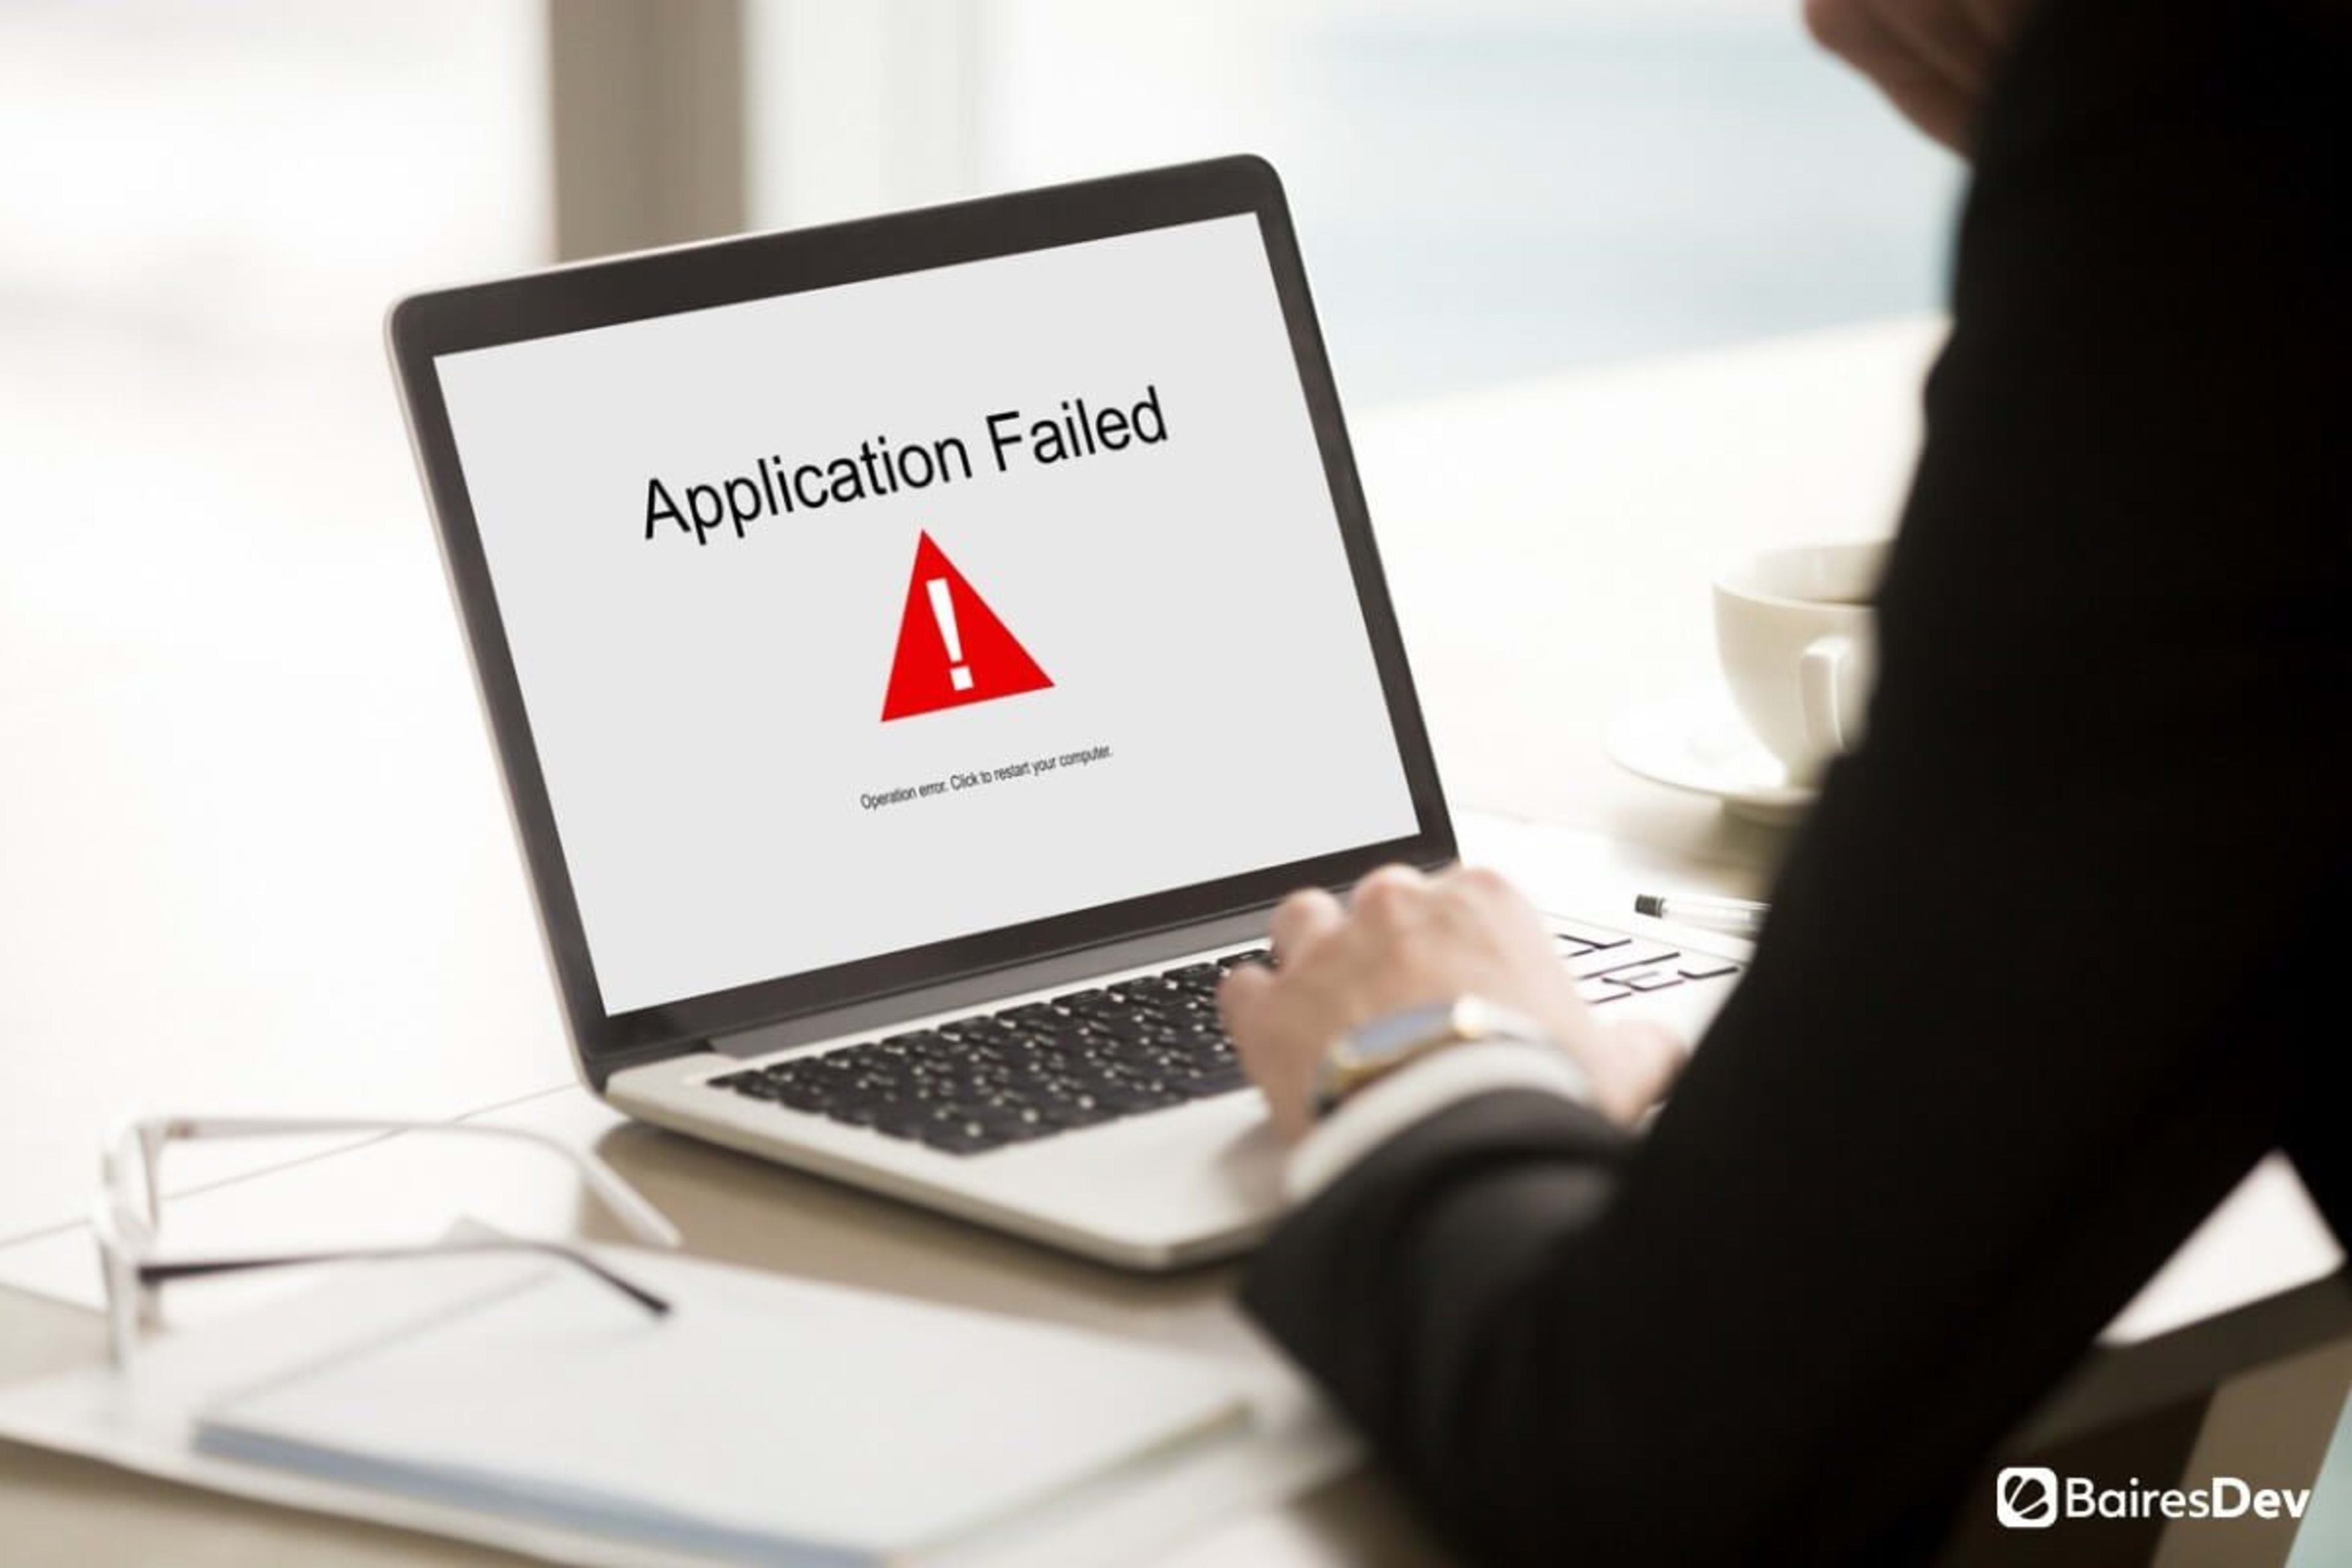 Application Failed
!
Operation error. Click to restart your computer.
BairesDev